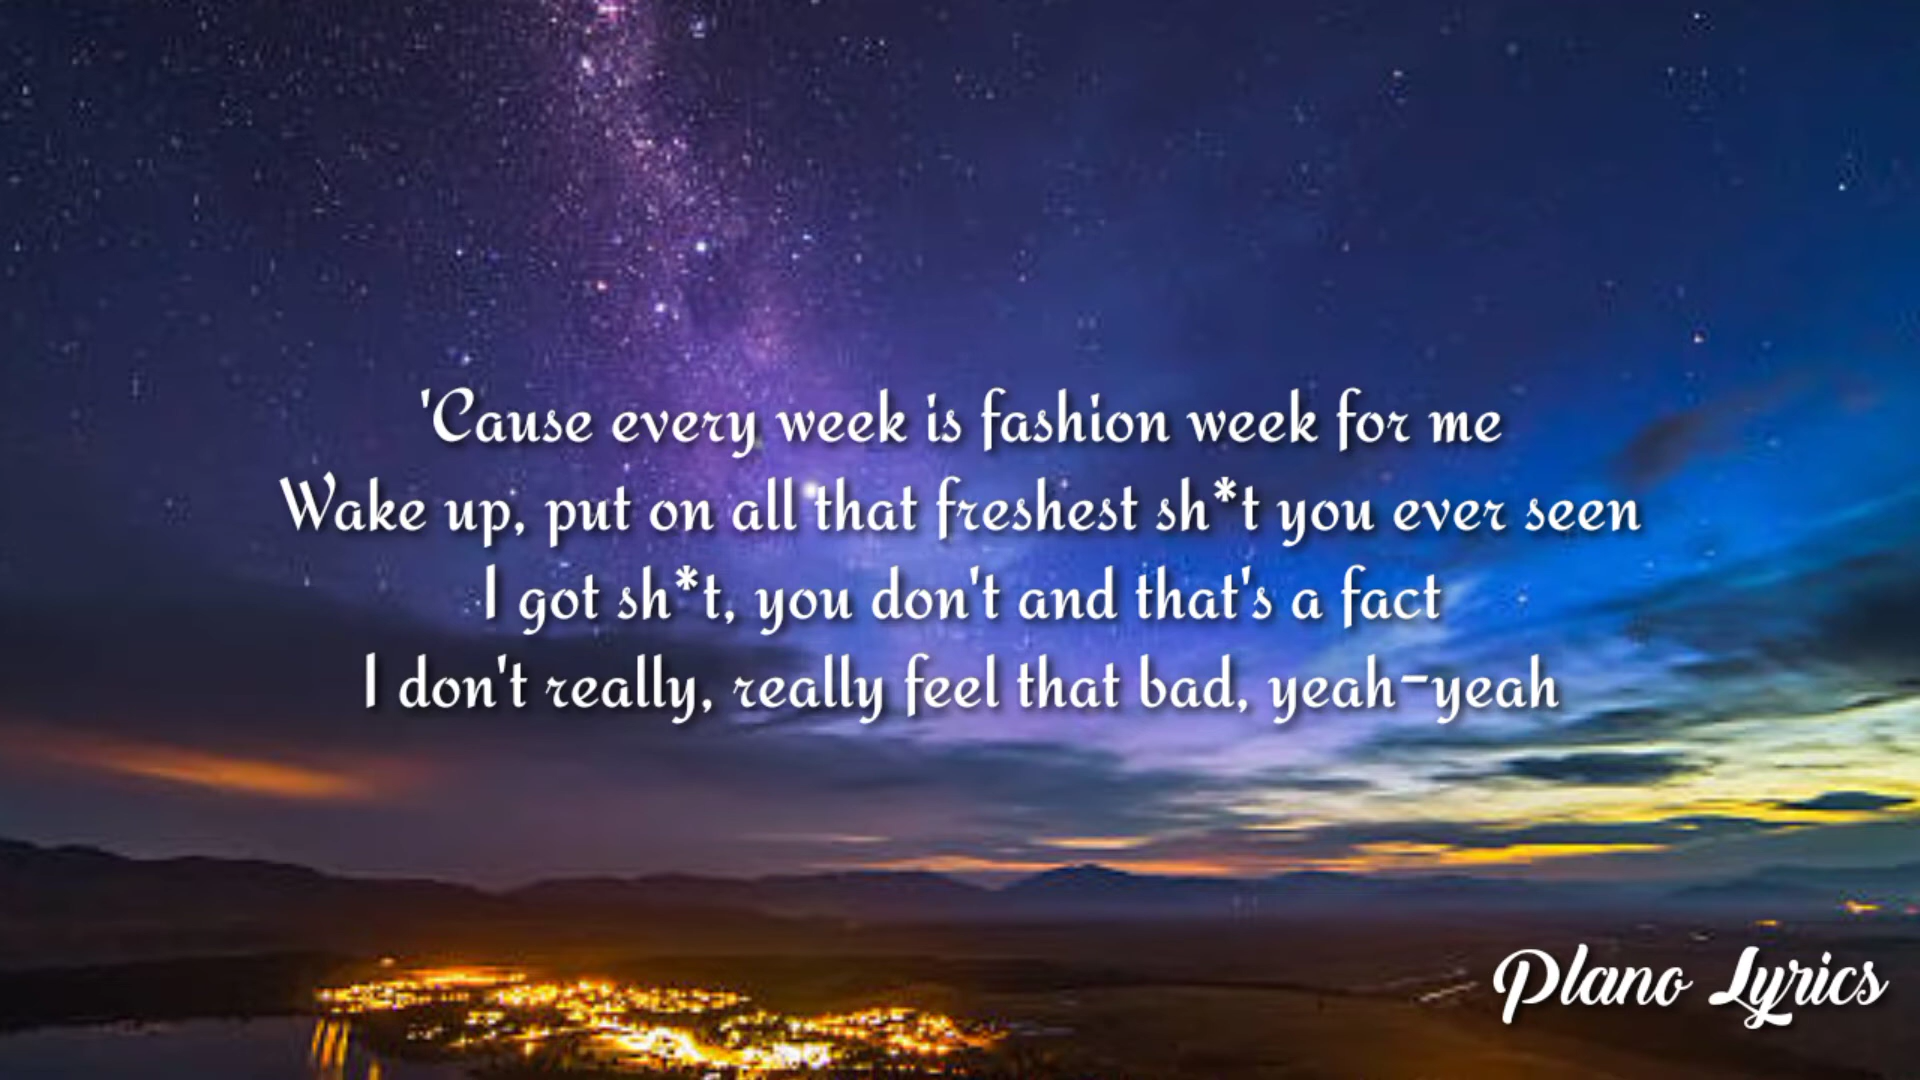 'Cause every week is fashion week for me
Wake up, put on all that freshest sh*t you ever seen
I got sh*t, you don't and that's a fact
I don't really, really feel that bad, yeah-yeah
Plano Lyrics